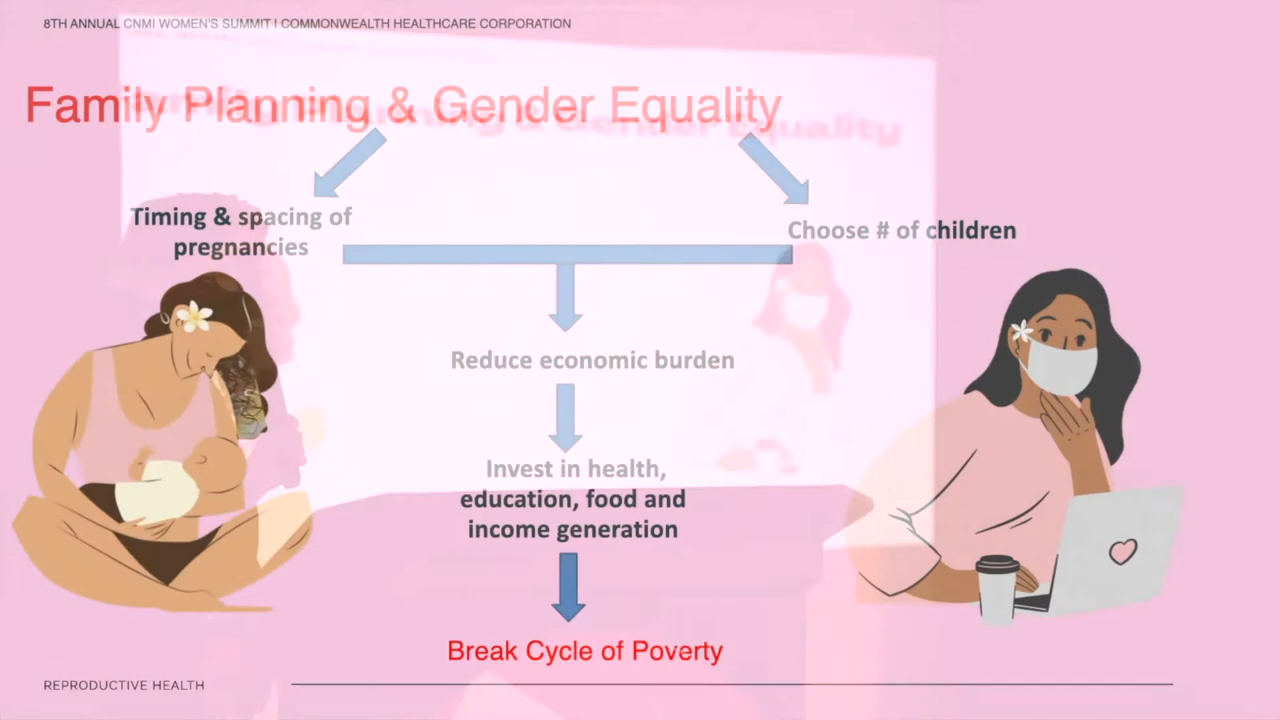 8TH ANNUAL CNMI WOMEN'S SUMMIT | COMMONWEALTH HEALTHCARE CORPORATION
Family Planning & Gender Equality
Timing & spacing of
pregnancies
Choose # of children
Reduce economic burden
Invest in health,
education, food and
income generation
Break Cycle of Poverty
REPRODUCTIVE HEALTH